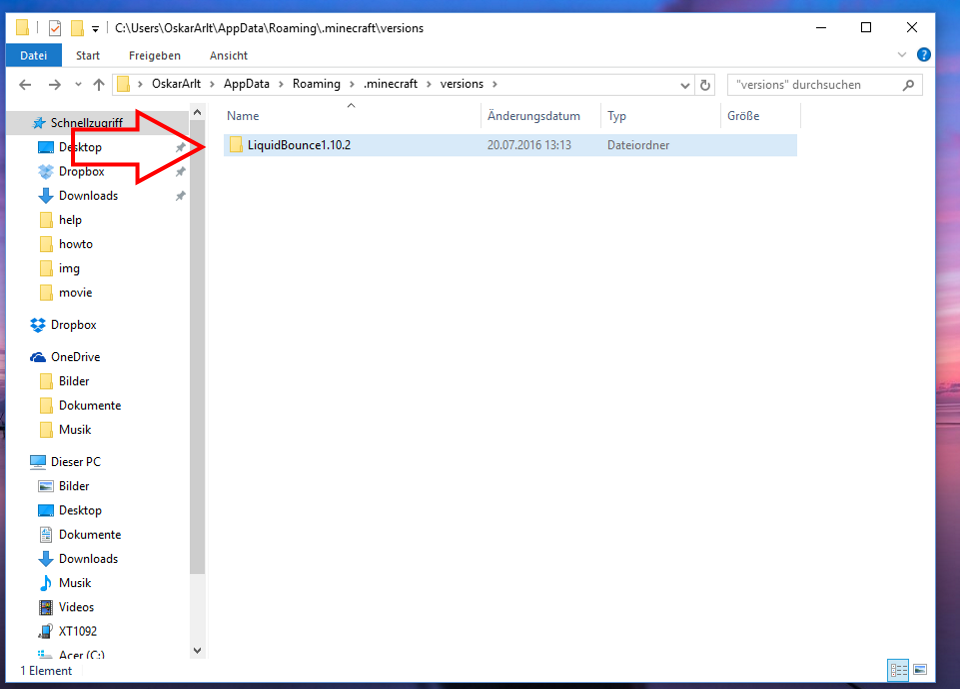 C:\Users\OskarArlt\AppData\Roaming\.minecraft\versions
Datei Start Freigeben Ansicht
OskarArlt AppData Roaming .minecraft versions
"versions" durchsuchen
Name Änderungsdatum Typ Größe
LiquidBounce1.10.2 20.07.2016 13:13 Dateiordner
Schnellzugriff
Desktop
Dropbox
Downloads
help
howto
img
movie
Dropbox
OneDrive
Bilder
Dokumente
Musik
Dieser PC
Bilder
Desktop
Dokumente
Downloads
Musik
Videos
XT1092
Acer (C:)
1 Element